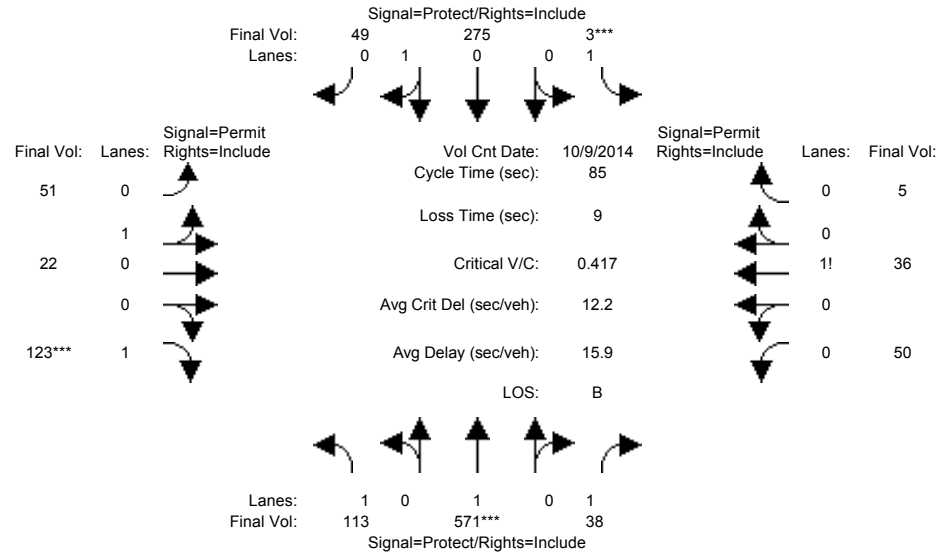 Signal=Protect/Rights=Include
Final Vol: 49 275 3***
Lanes: 0 1 0 0 1
Signal=Permit Signal=Permit
Final Vol: Lanes: Rights=Include Vol Cnt Date: 10/9/2014 Rights=Include Lanes: Final Vol:
Cycle Time (sec): 85
51 0 0 5
Loss Time (sec): 9
1 0
22 0 Critical V/C: 0.417 1! 36
0 Avg Crit Del (sec/veh): 12.2 0
123*** 1 Avg Delay (sec/veh): 15.9 0 50
LOS: B
Lanes: 1 0 1 0 1
Final Vol: 113 571*** 38
Signal=Protect/Rights=Include